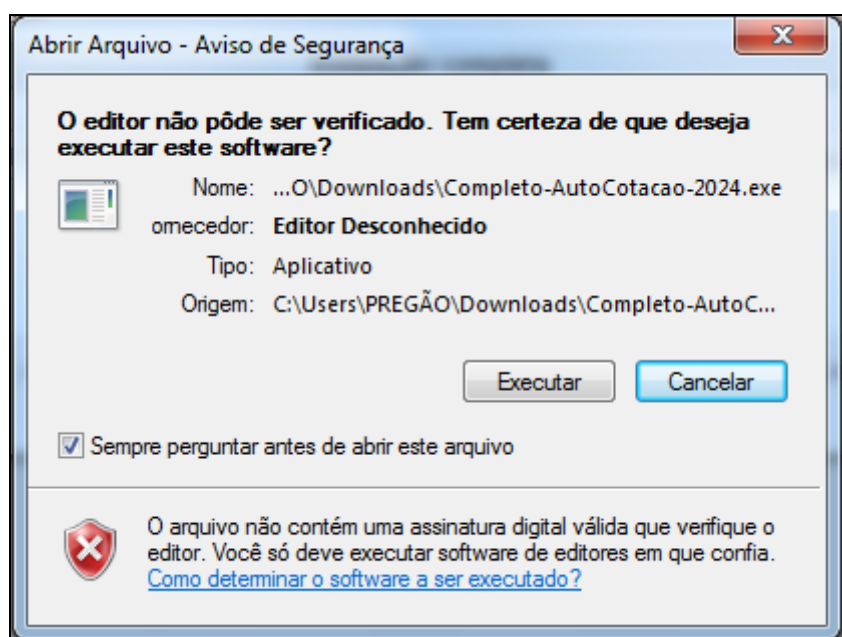 Abrir Arquivo - Aviso de Segurança
O editor não pôde ser verificado. Tem certeza de que deseja
executar este software?
Nome: ...O\Downloads\Completo-AutoCotacao-2024.exe
omecedor: Editor Desconhecido
Tipo: Aplicativo
Origem: C:\Users\PREGÃO\Downloads\Completo-AutoC...
Executar Cancelar
Sempre perguntar antes de abrir este arquivo
O arquivo não contém uma assinatura digital válida que verifique o
editor. Você só deve executar software de editores em que confia.
Como determinar o software a ser executado?